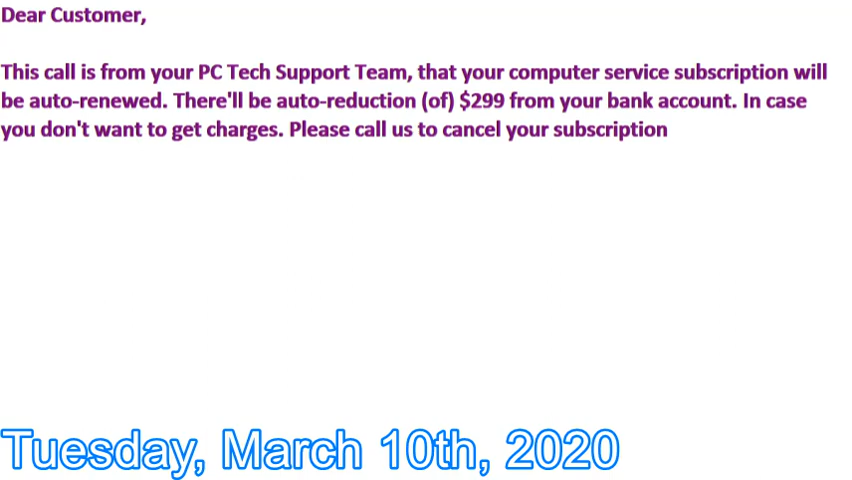 Dear Customer,
This call is from your PC Tech Support Team, that your computer service subscription will
be auto-renewed. There'll be auto-reduction (of) $299 from your bank account. In case
you don't want to get charges. Please call us to cancel your subscription
Tuesday, March 10th, 2020